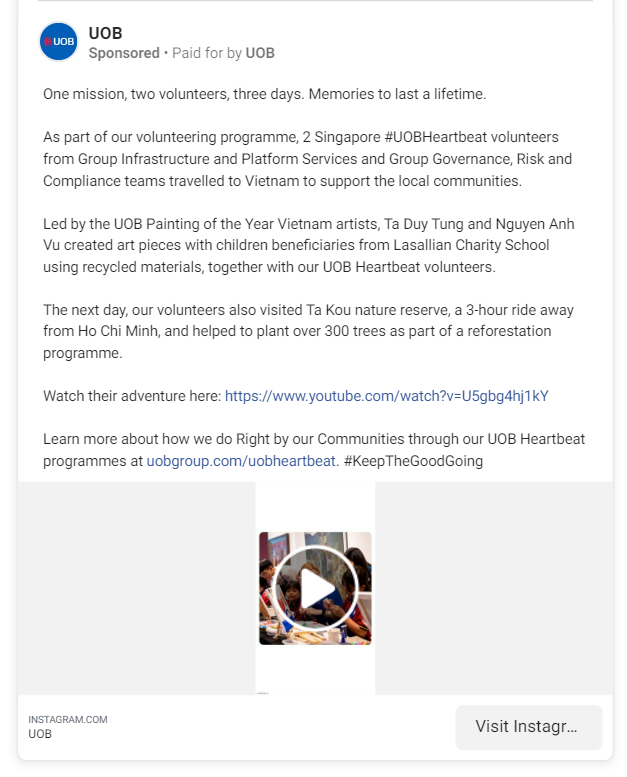 UOB
UOB
Sponsored • Paid for by UOB
One mission, two volunteers, three days. Memories to last a lifetime.
As part of our volunteering programme, 2 Singapore #UOBHeartbeat volunteers
from Group Infrastructure and Platform Services and Group Governance, Risk and
Compliance teams travelled to Vietnam to support the local communities.
Led by the UOB Painting of the Year Vietnam artists, Ta Duy Tung and Nguyen Anh
Vu created art pieces with children beneficiaries from Lasallian Charity School
using recycled materials, together with our UOB Heartbeat volunteers.
The next day, our volunteers also visited Ta Kou nature reserve, a 3-hour ride away
from Ho Chi Minh, and helped to plant over 300 trees as part of a reforestation
programme.
Watch their adventure here: https://www.youtube.com/watch?v=U5gbg4hj1kY
Learn more about how we do Right by our Communities through our UOB Heartbeat
programmes at uobgroup.com/uobheartbeat. #KeepTheGoodGoing
INSTAGRAM.COM
UOB
Visit Instagr...